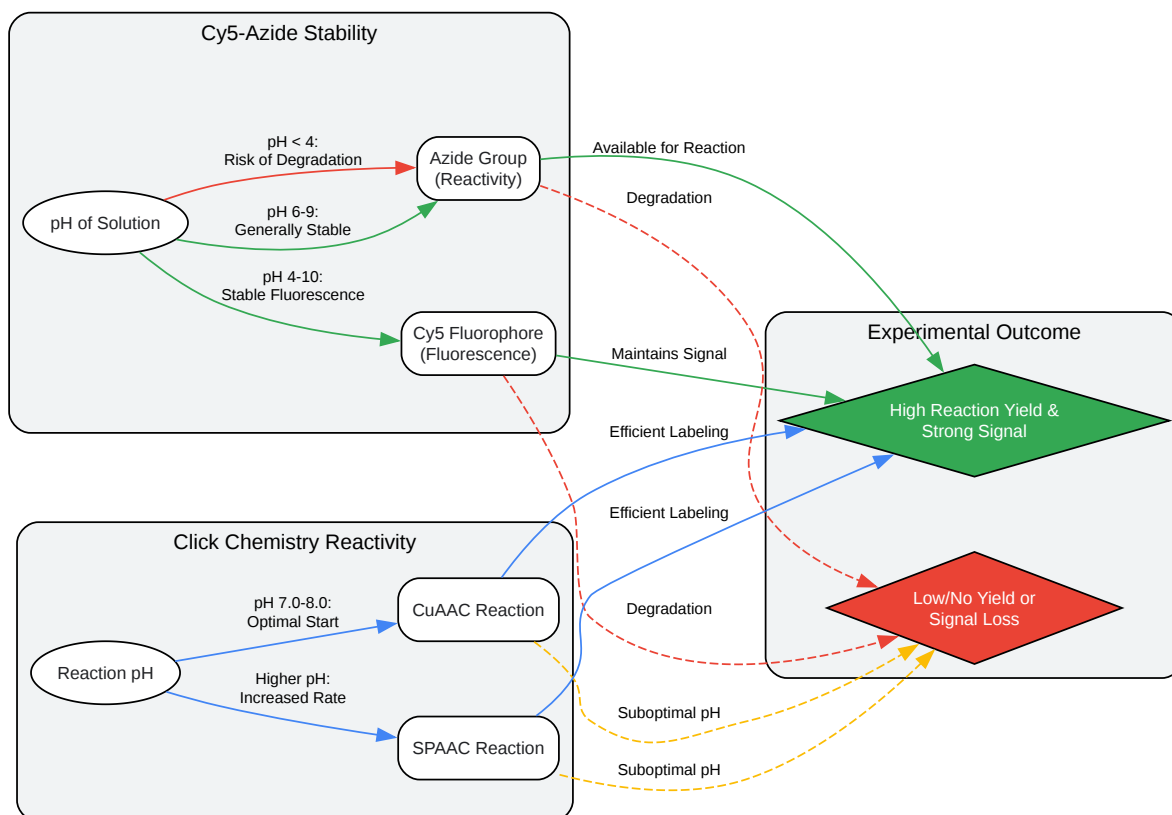 Cy5-Azide Stability
pH < 4:
Risk of Degradation
Azide Group
(Reactivity)
Available for Reaction
Degradation
pH of Solution
pH 6-9:
Generally Stable
pH 4-10:
Stable Fluorescence
Cy5 Fluorophore
(Fluorescence)
Maintains Signal
Experimental Outcome
High Reaction Yield &
Strong Signal
Efficient Labeling
Efficient Labeling
Click Chemistry Reactivity
pH 7.0-8.0:
Optimal Start
CuAAC Reaction
Degradation
Low/No Yield or
Signal Loss
Reaction pH
Higher pH:
Increased Rate
SPAAC Reaction
Suboptimal pH
Suboptimal pH